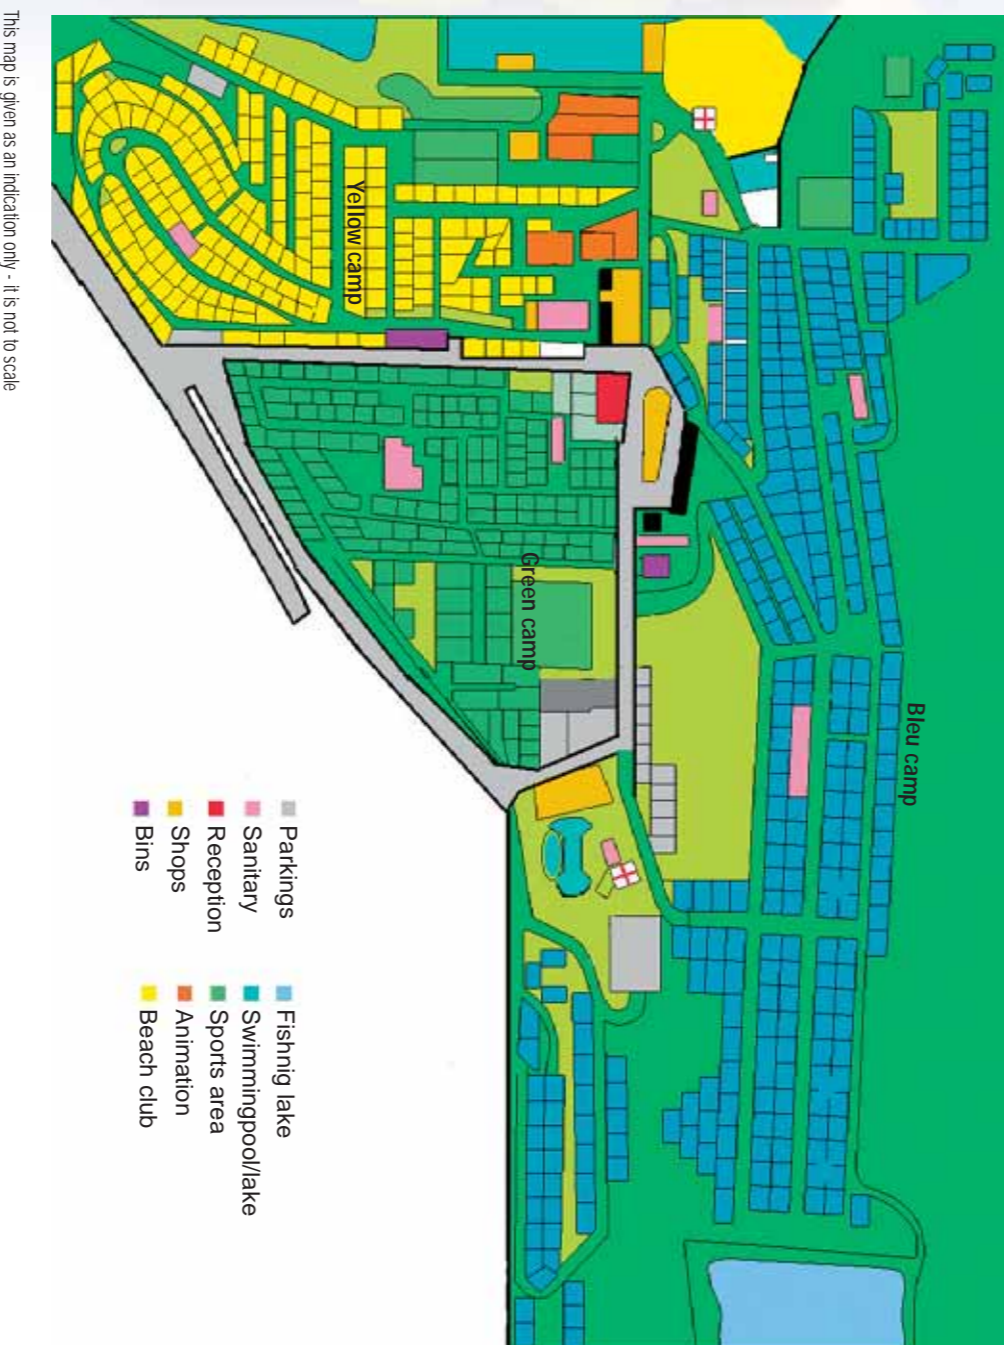 Bleu camp
Green camp
Yellow camp
Parkings
Sanitary
Reception
Shops
Bins
Fishnig lake
Swimmingpool/lake
Sports area
Animation
Beach club
This map is given as an indication only - it is not to scale